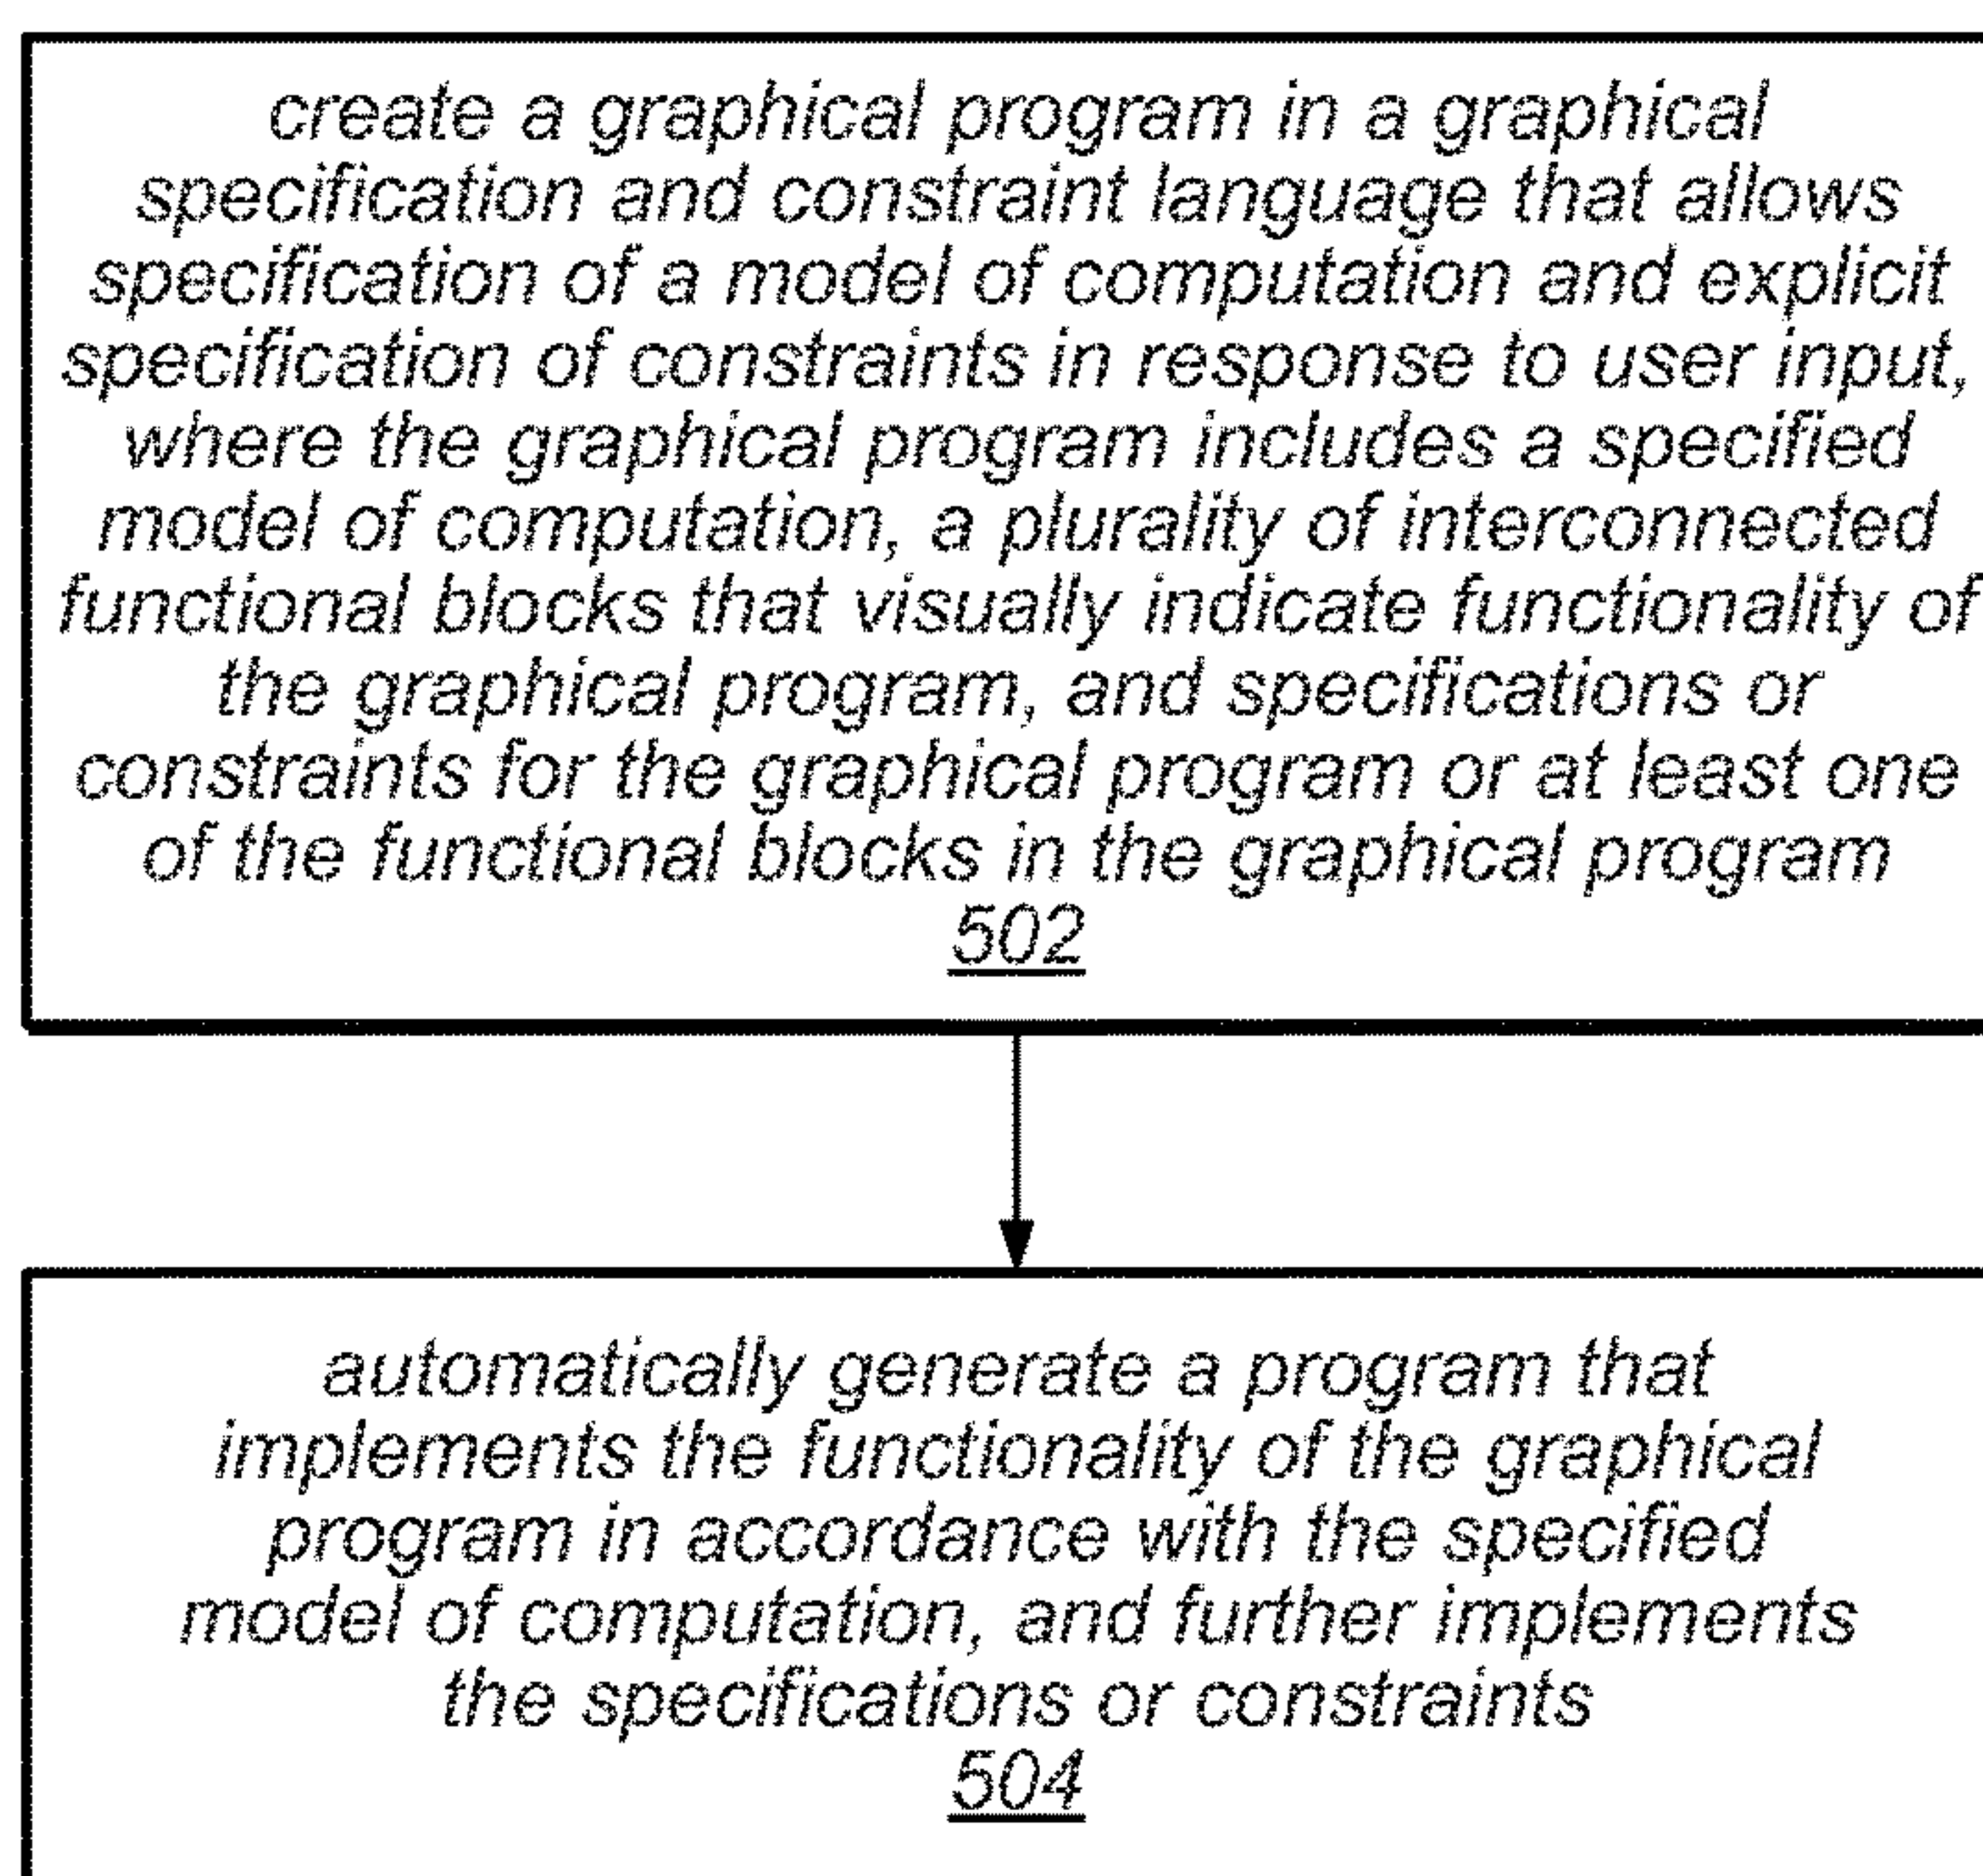 create a graphical program in a graphical
specification and constraint language that allows
specification of a model of computation and explicit
specification of constraints in response to user input,
where the graphical program includes a specified
model of computation, a plurality of interconnected
functional blocks that visually indicate functionality of
the graphical program, and specifications or
constraints for the graphical program or at least one
of the functional blocks in the graphical program
502
automatically generate a program that
implements the functionality of the graphical
program in accordance with the specified
model of computation, and further implements
the specifications or constraints
504